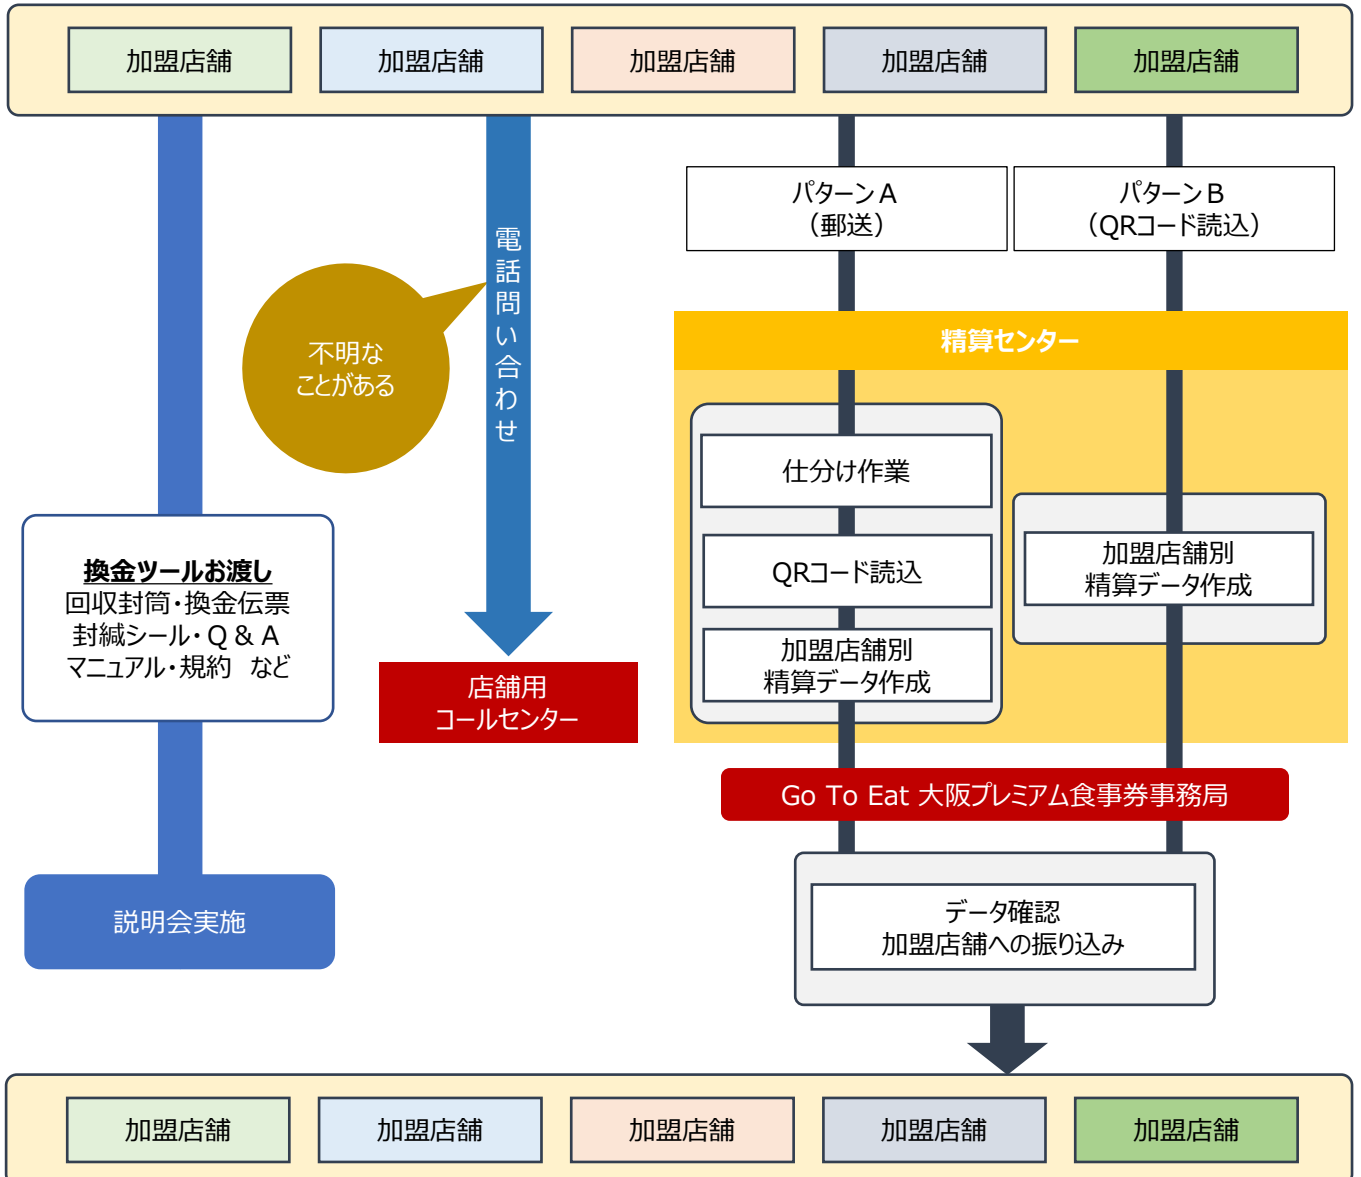 加盟店舗
加盟店舗
加盟店舗
加盟店舗
加盟店舗
パターンA
(郵送)
パターンB
(QRコード読込)
電話問い合わせ
不明な
ことがある
精算センター
仕分け作業
QRコード読込
加盟店舗別
精算データ作成
加盟店舗別
精算データ作成
換金ツールお渡し
回収封筒・換金伝票
封緘シール・Q & A
マニュアル・規約 など
店舗用
コールセンター
Go To Eat 大阪プレミアム食事券事務局
説明会実施
データ確認
加盟店舗への振り込み
加盟店舗
加盟店舗
加盟店舗
加盟店舗
加盟店舗